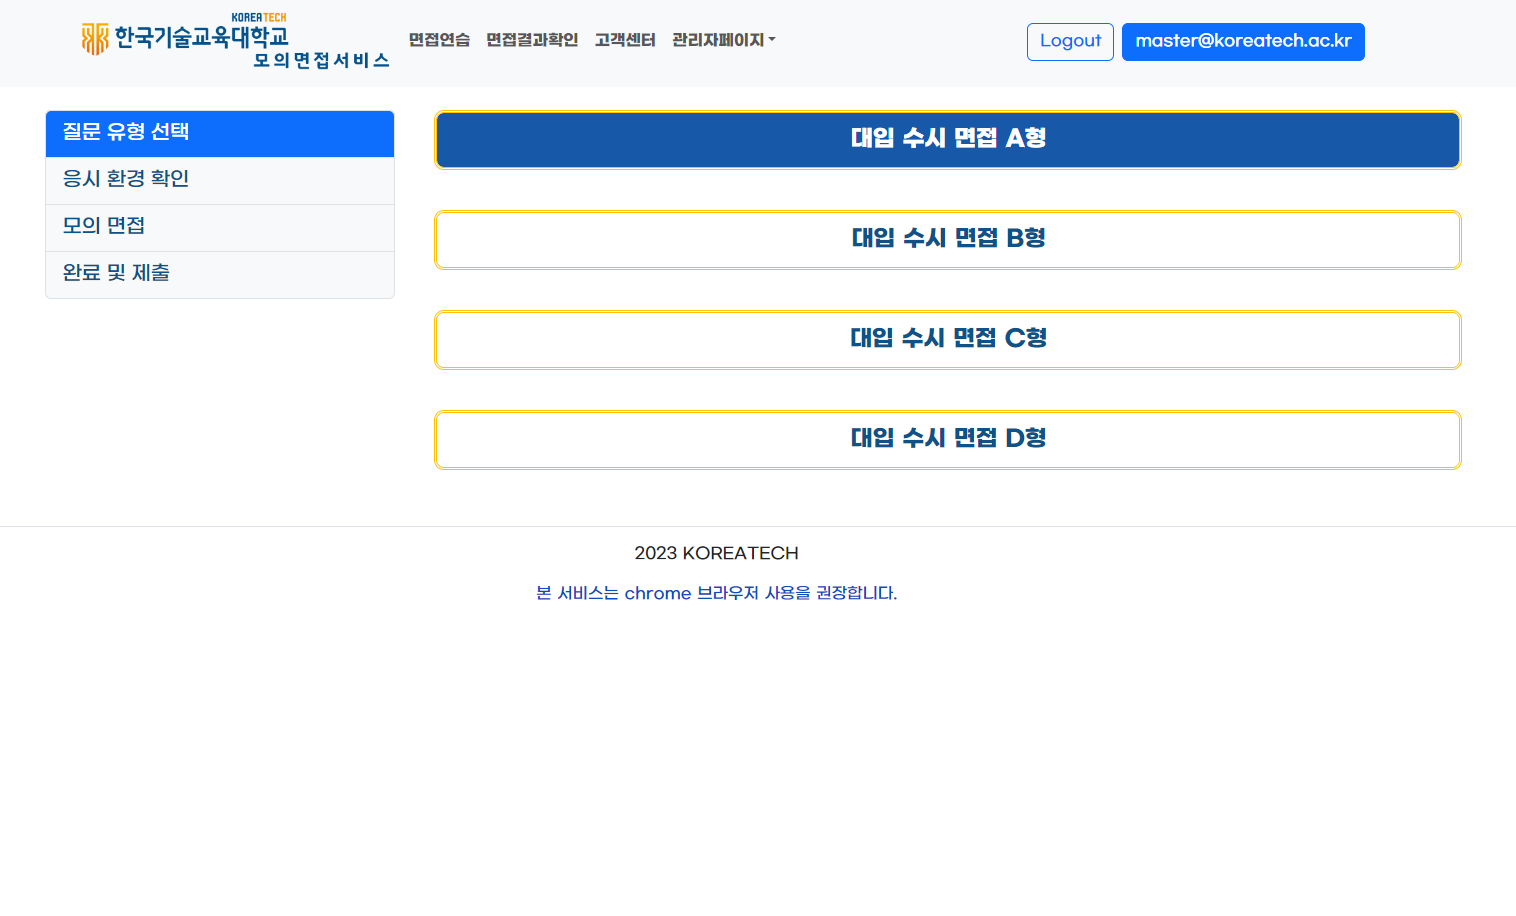 KOREATECH
한국기술교육대학교
모의면접서비스
면접연습 면접결과확인 고객센터 관리자페이지
Logout master@koreatech.ac.kr
질문 유형 선택
응시 환경 확인
모의 면접
완료 및 제출
대입 수시 면접 A형
대입 수시 면접 B형
대입 수시 면접 C형
대입 수시 면접 D형
2023 KOREATECH
본 서비스는 chrome 브라우저 사용을 권장합니다.